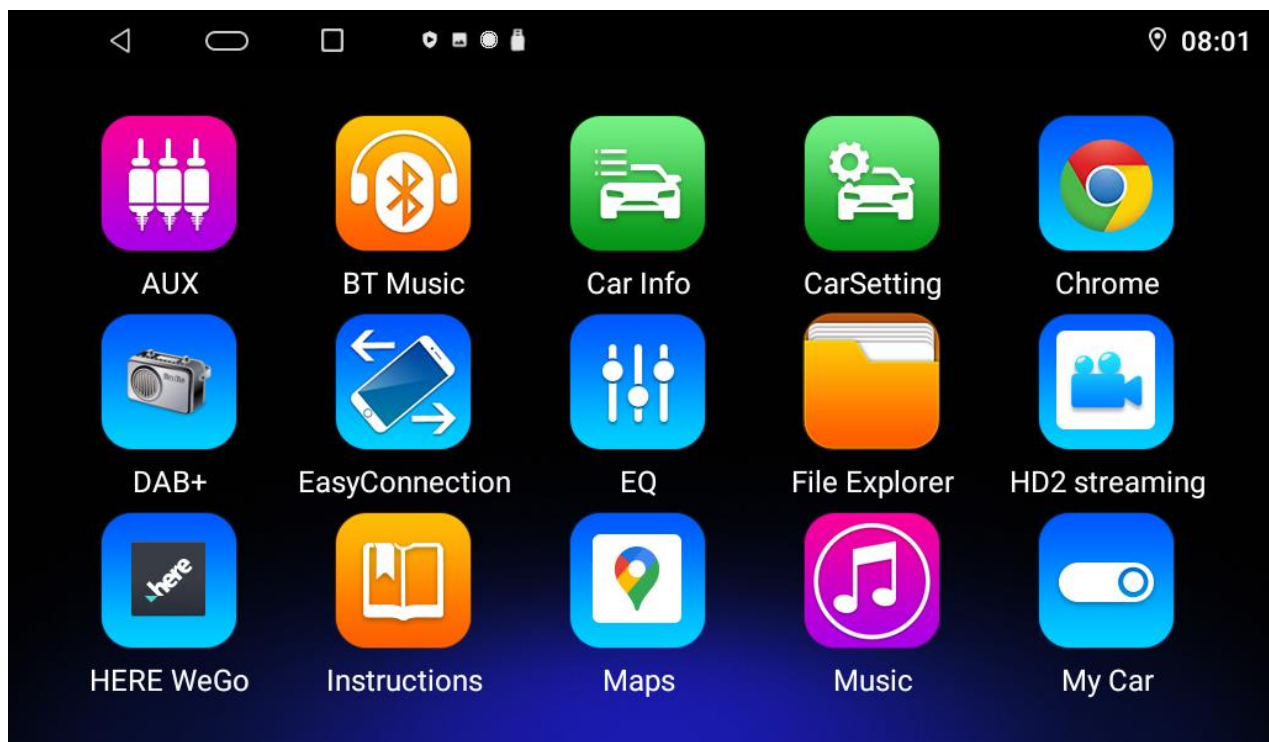 08:01
AUX
BT Music
Car Info
CarSetting
Chrome
DAB+
EasyConnection
EQ
File Explorer
HD2 streaming
here
HERE WeGo
Instructions
Maps
Music
My Car